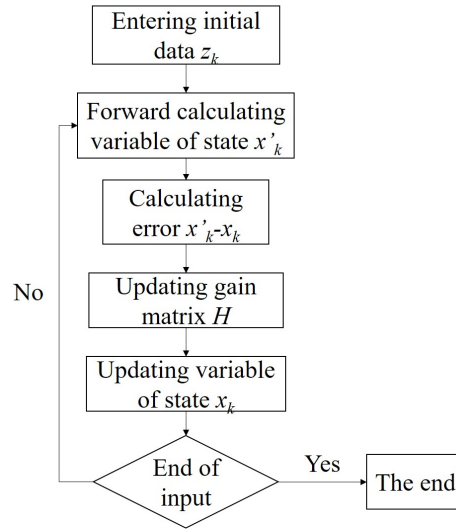 Entering initial
data z_k
Forward calculating
variable of state x’_k
Calculating
error x’_k-x_k
Updating gain
matrix H
Updating variable
of state x_k
No
End of
input
Yes
The end